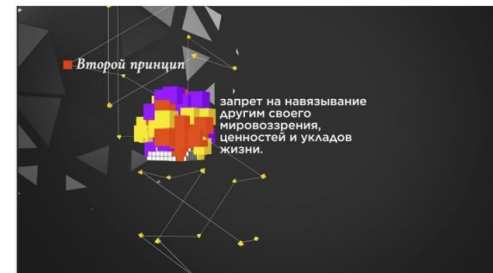 Второй принцип
запрет на навязывание
другим своего
мировоззрения,
ценностей и укладов
жизни.